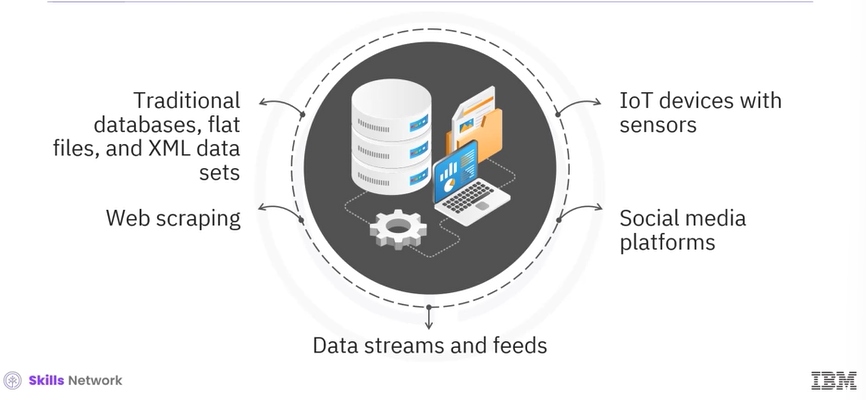 Traditional
databases, flat
files, and XML data
sets
Web scraping
IoT devices with
sensors
Social media
platforms
Data streams and feeds
Skills Network
IBM